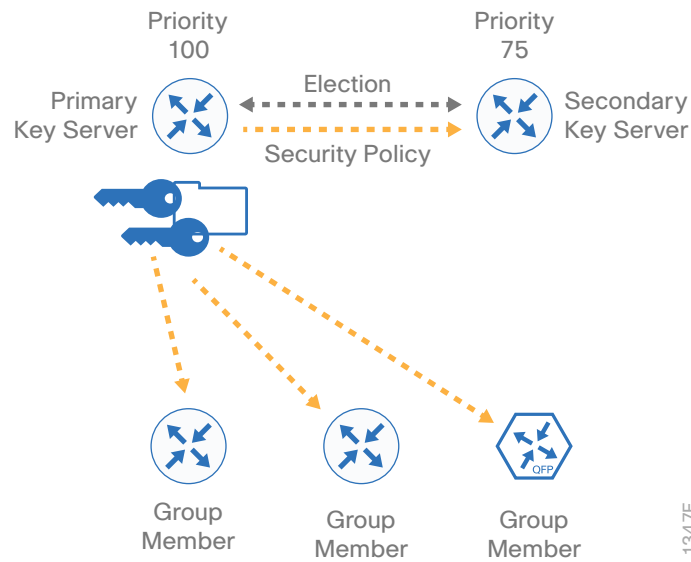 Priority
100
Priority
75
Primary
Key Server
Election
Security Policy
Secondary
Key Server
QFP
Group
Member
Group
Member
Group
Member